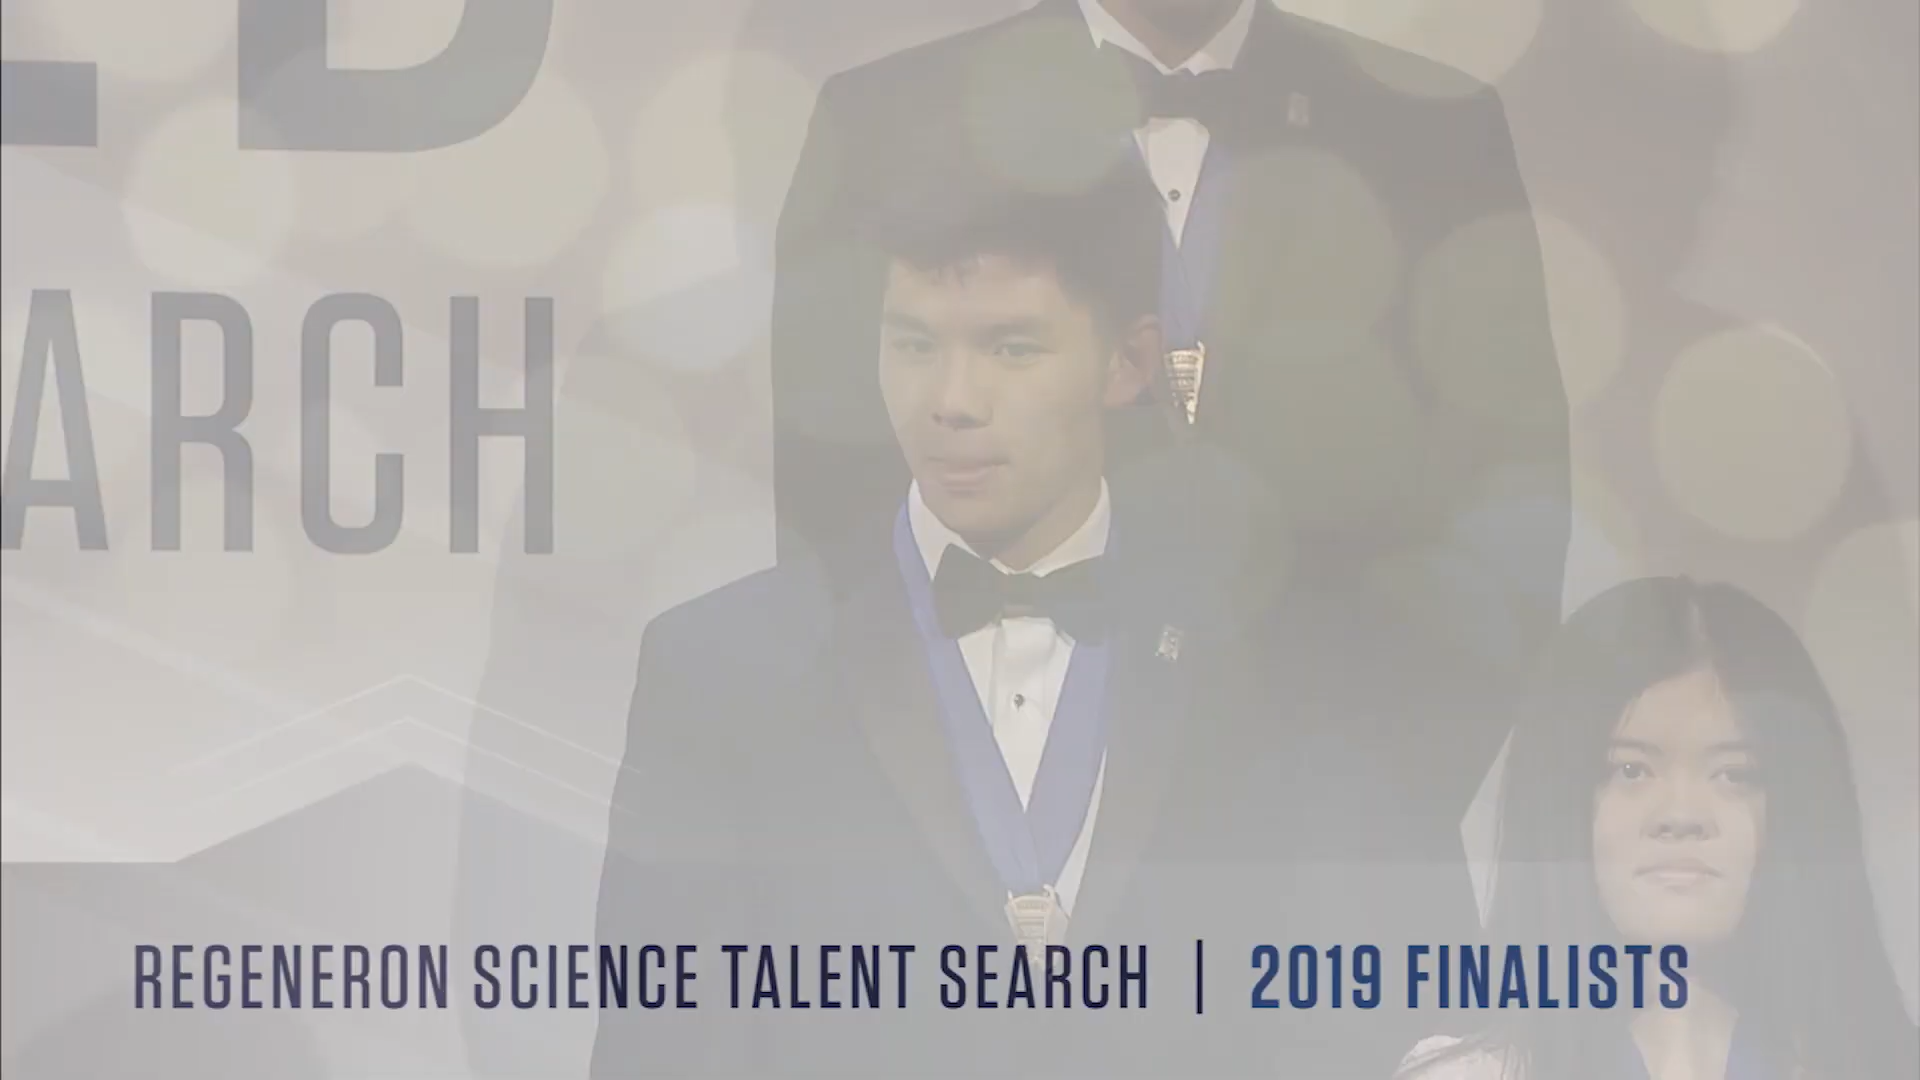 ARCH
REGENERON SCIENCE TALENT SEARCH | 2019 FINALISTS